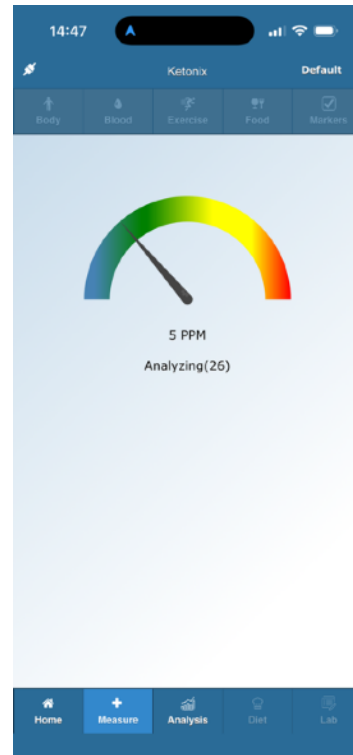 14:47
Ketonix Default
Body Blood Exercise Food Markers
5 PPM
Analyzing(26)
Home Measure Analysis Diet Lab